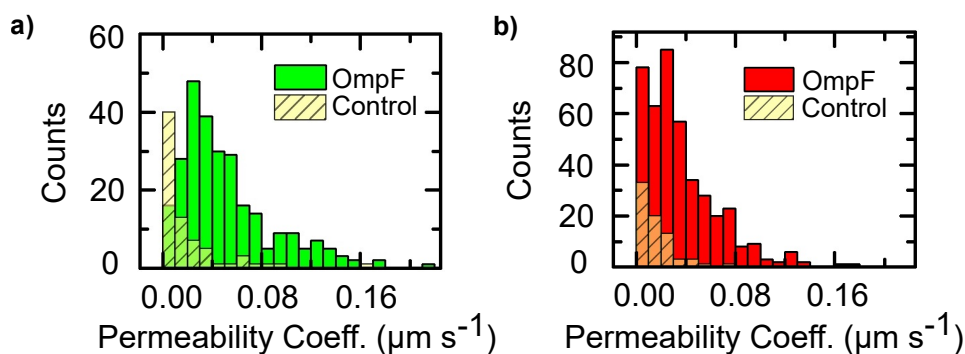 a)
60
40
20
0
Counts
OmpF
Control
0.00 0.08 0.16
Permeability Coeff. (µm s⁻¹)
b)
80
60
40
20
0
Counts
OmpF
Control
0.00 0.08 0.16
Permeability Coeff. (µm s⁻¹)